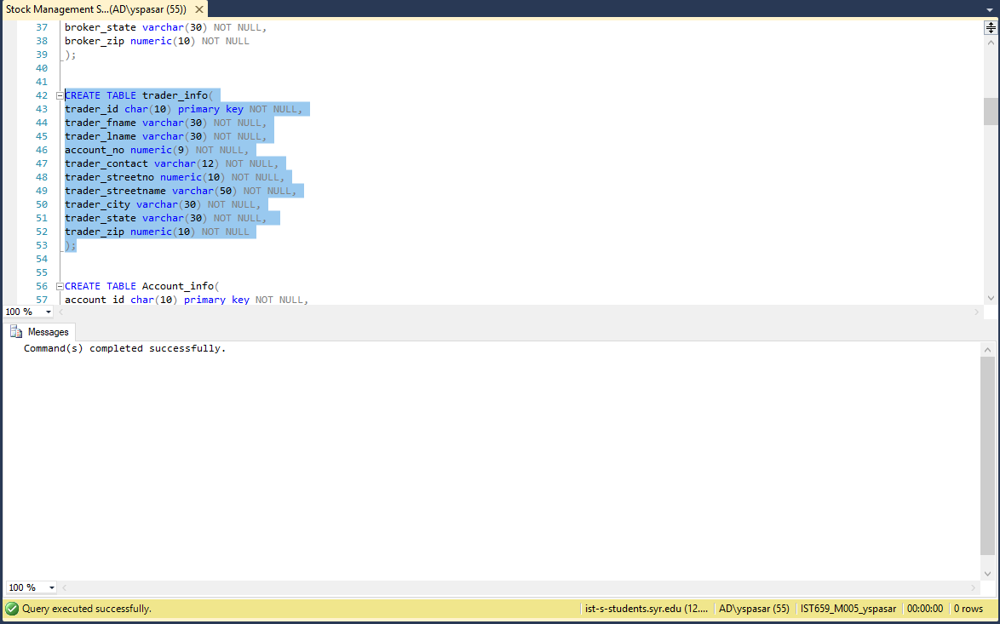 Stock Management S...(AD\yspasar (55))
37 broker_state varchar(30) NOT NULL,
38 broker_zip numeric(10) NOT NULL
39 );
40
41
42 CREATE TABLE trader_info(
43 trader_id char(10) primary key NOT NULL,
44 trader_fname varchar(30) NOT NULL,
45 trader_lname varchar(30) NOT NULL,
46 account_no numeric(9) NOT NULL,
47 trader_contact varchar(12) NOT NULL,
48 trader_streetno numeric(10) NOT NULL,
49 trader_streetname varchar(50) NOT NULL,
50 trader_city varchar(30) NOT NULL,
51 trader_state varchar(30) NOT NULL,
52 trader_zip numeric(10) NOT NULL
53 );
54
55
56 CREATE TABLE Account_info(
57 account id char(10) primary key NOT NULL,
100 %
Messages
Command(s) completed successfully.
100 %
Query executed successfully. ist-s-students.syr.edu (12.... AD\yspasar (55) IST659_M005_yspasar 00:00:00 0 rows